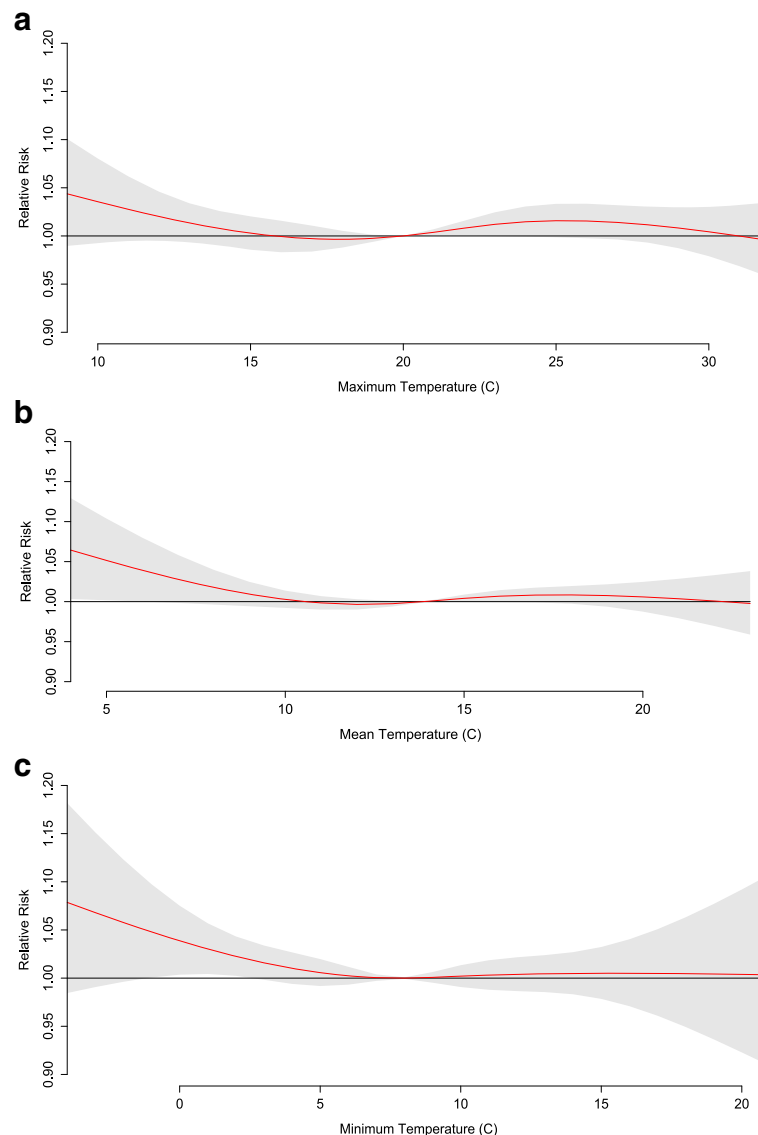 a
1.20
1.15
1.10
1.05
1.00
0.95
0.90
Relative Risk
10 15 20 25 30
Maximum Temperature (C)
b
1.20
1.15
1.10
1.05
1.00
0.95
0.90
Relative Risk
5 10 15 20
Mean Temperature (C)
c
1.20
1.15
1.10
1.05
1.00
0.95
0.90
Relative Risk
0 5 10 15 20
Minimum Temperature (C)